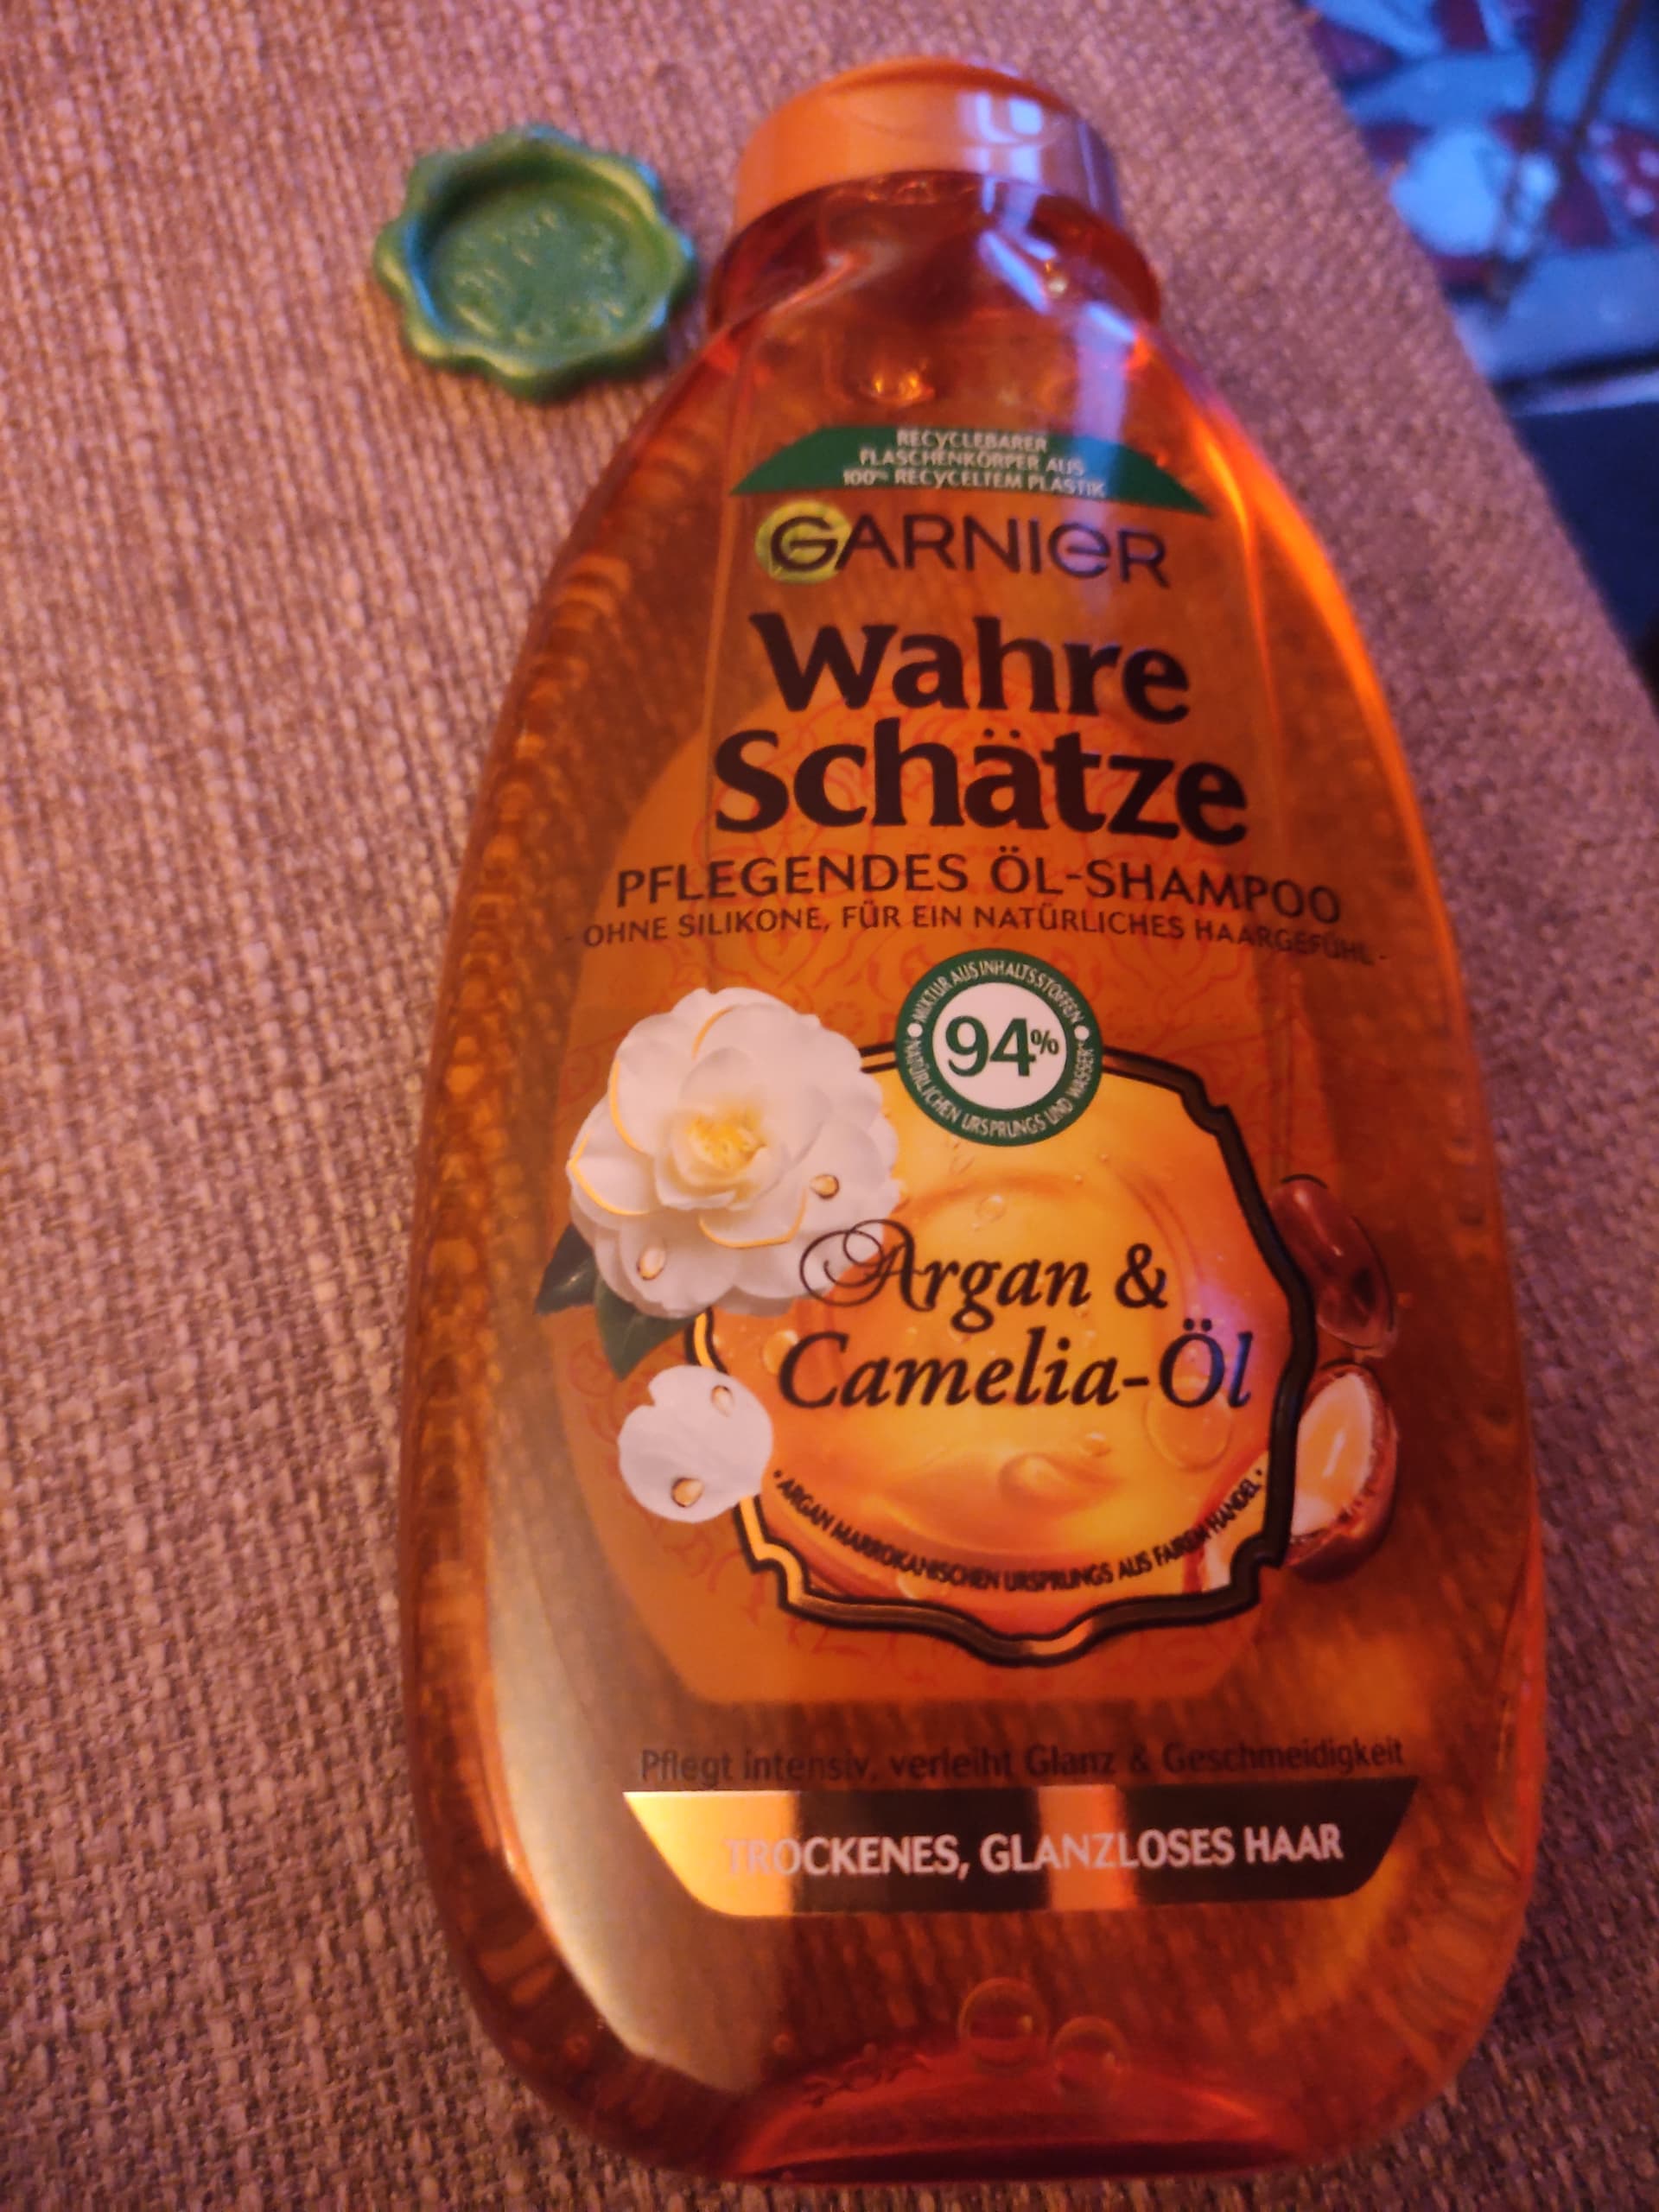 RECYCLEBARER
FLASCHENKÖRPER AUS
100% RECYCELTEM PLASTIK
GARNIER
Wahre
Schätze
PFLEGENDES ÖL-SHAMPOO
- OHNE SILIKONE, FÜR EIN NATÜRLICHES HAARGEFÜHL -
MIXTUR AUS INHALTSSTOFFEN
94%
NATÜRLICHEN URSPRUNGS UND WASSER
Argan &
Camelia-Öl
• ARGAN MARROKANISCHEN URSPRUNGS AUS FAIREM HANDEL •
Pflegt intensiv, verleiht Glanz & Geschmeidigkeit
TROCKENES, GLANZLOSES HAAR